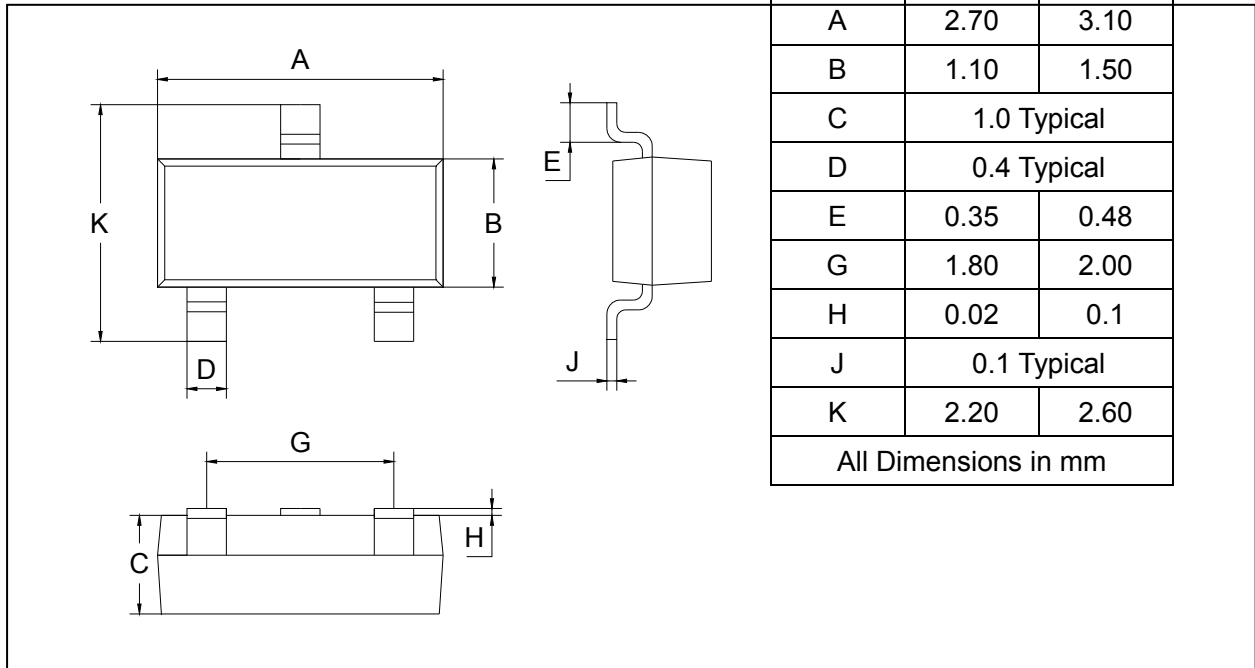 A
K
B
D
E
J
G
C
H
A 2.70 3.10
B 1.10 1.50
C 1.0 Typical
D 0.4 Typical
E 0.35 0.48
G 1.80 2.00
H 0.02 0.1
J 0.1 Typical
K 2.20 2.60
All Dimensions in mm